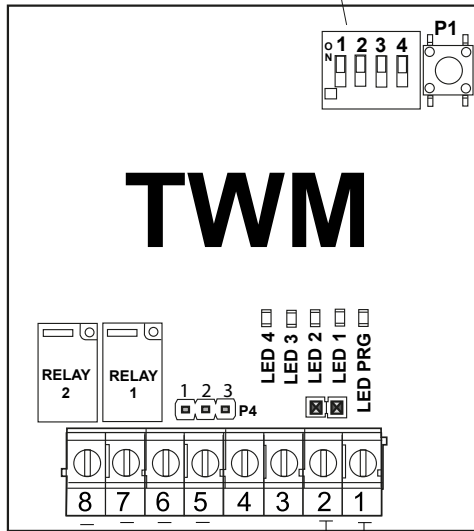 P1
ON 1 2 3 4
TWM
LED 4 LED 3 LED 2 LED 1 LED PRG
RELAY 2
RELAY 1
1 2 3
P4
8 7 6 5 4 3 2 1